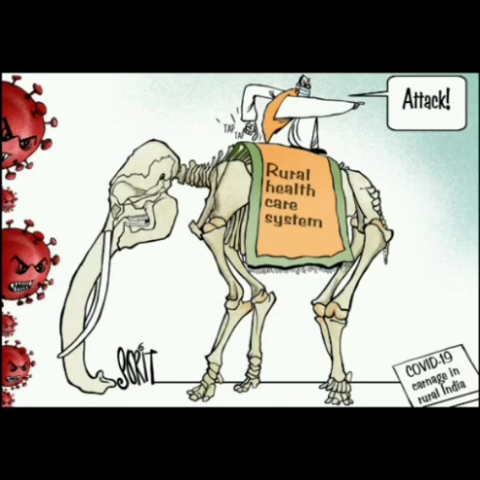 Attack!
TAP
TAP
Rural
health
care
system
COVID-19
carnage in
rural India